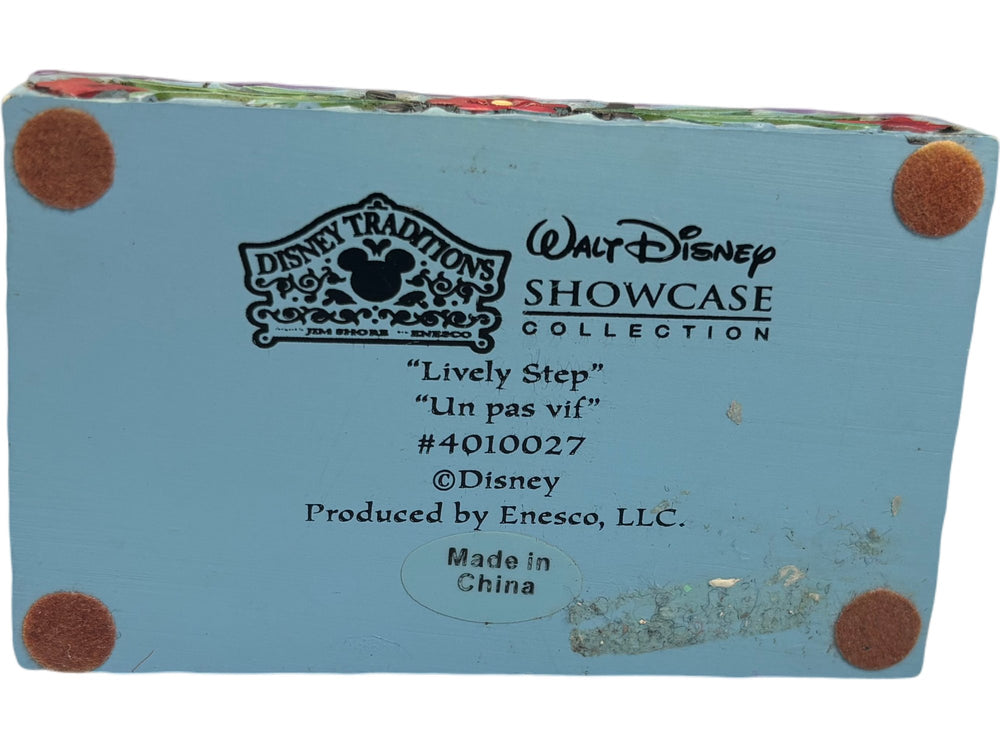 DISNEY TRADITIONS
JIM SHORE ENESCO
WALT DISNEY
SHOWCASE
COLLECTION
“Lively Step”
“Un pas vif”
#4010027
©Disney
Produced by Enesco, LLC.
Made in
China